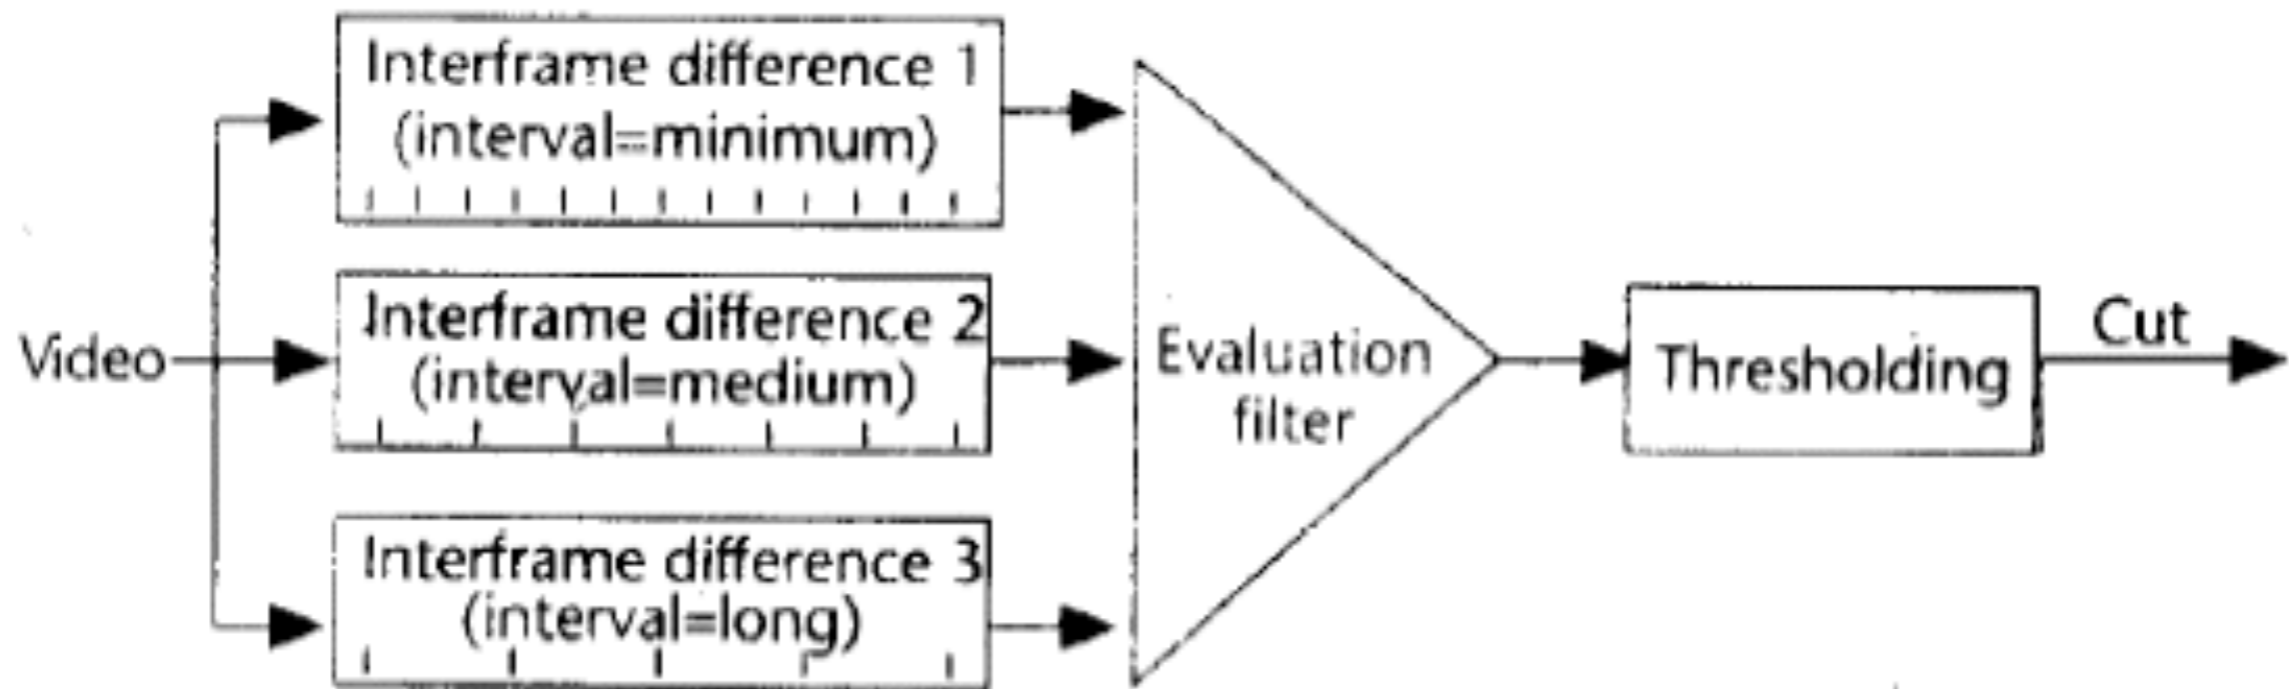 Interframe difference 1
(interval=minimum)
Interframe difference 2
(interval=medium)
Interframe difference 3
(interval=long)
Video
Evaluation
filter
Thresholding
Cut